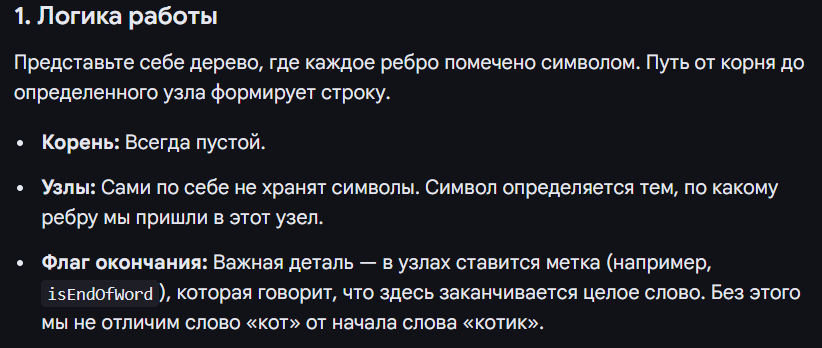 1. Логика работы
Представьте себе дерево, где каждое ребро помечено символом. Путь от корня до
определенного узла формирует строку.
• Корень: Всегда пустой.
• Узлы: Сами по себе не хранят символы. Символ определяется тем, по какому
ребру мы пришли в этот узел.
• Флаг окончания: Важная деталь — в узлах ставится метка (например,
isEndOfWord), которая говорит, что здесь заканчивается целое слово. Без этого
мы не отличим слово «кот» от начала слова «котик».